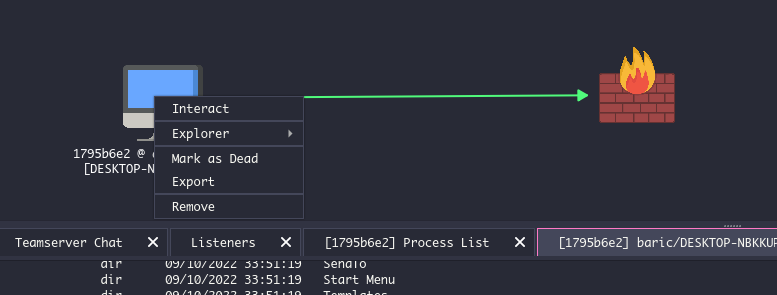 Interact
Explorer
1795b6e2 @
Mark as Dead
[DESKTOP-N
Export
Remove
Teamserver Chat
Listeners
[1795b6e2] Process List
[1795b6e2] baric/DESKTOP-NBKKUP
dir 09/10/2022 33:51:19 SendTo
dir 09/10/2022 33:51:19 Start Menu
dir 09/10/2022 33:51:19 Templates